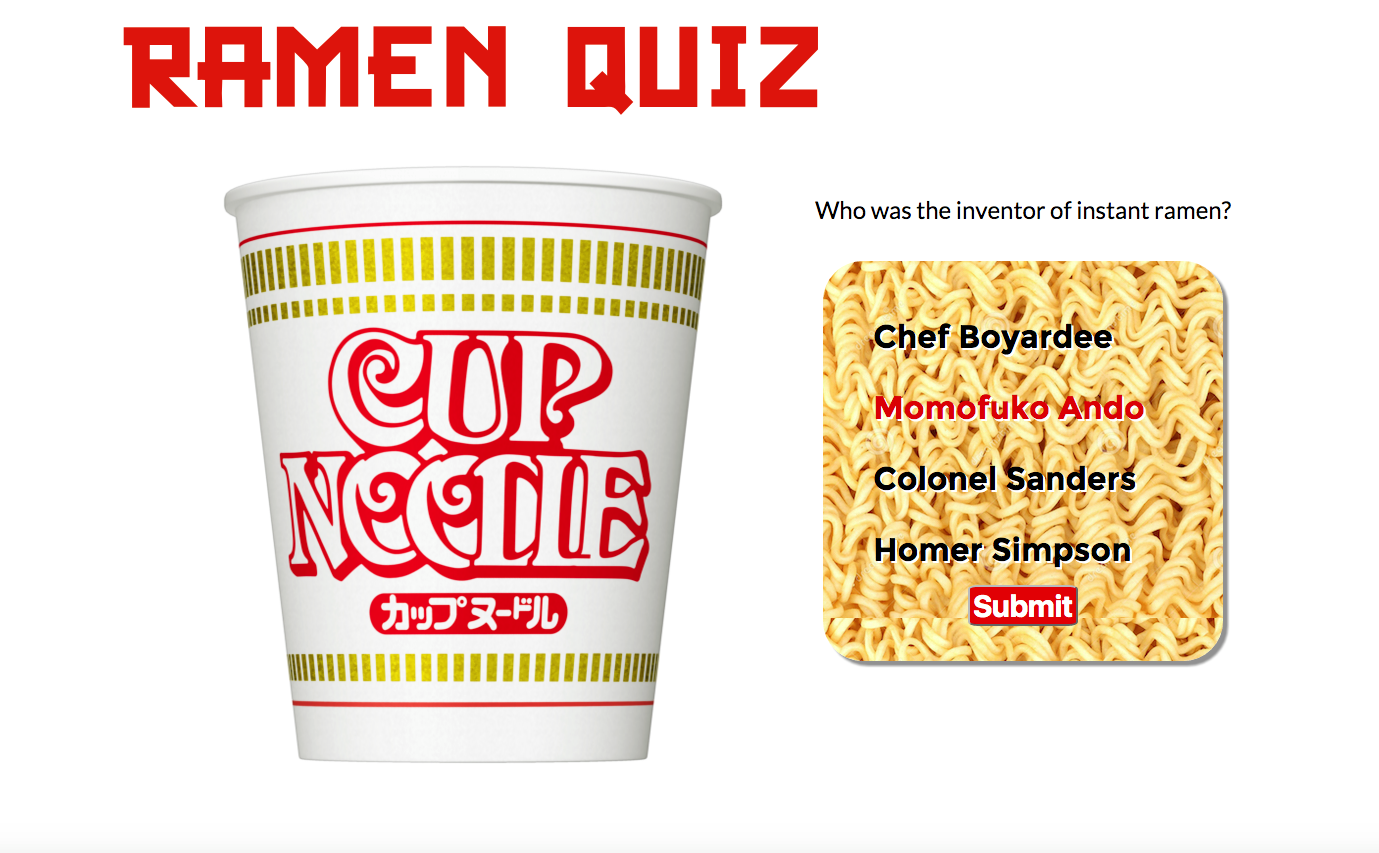 RAMEN QUIZ
CUP
NOODLE
カップヌードル
Who was the inventor of instant ramen?
Chef Boyardee
Momofuko Ando
Colonel Sanders
Homer Simpson
Submit